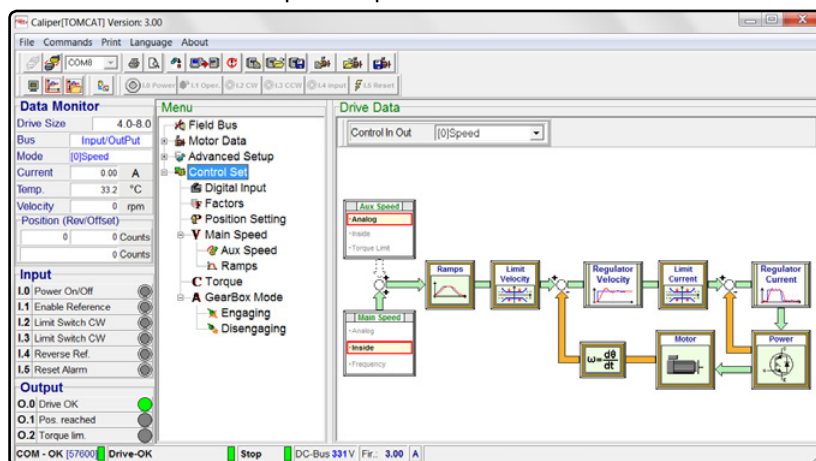 Caliper[TOMCAT] Version: 3.00
File Commands Print Language About
COM8
L0 Power L1 Oper. L2 CW L3 CCW L4 input L5 Reset
Data Monitor
Drive Size 4.0-8.0
Bus Input/OutPut
Mode [0]Speed
Current 0.00 A
Temp. 33.2 °C
Velocity 0 rpm
Position (Rev/Offset)
0 0 Counts
0 Counts
Input
I.0 Power On/Off
I.1 Enable Reference
I.2 Limit Switch CW
I.3 Limit Switch CW
I.4 Reverse Ref.
I.5 Reset Alarm
Output
O.0 Drive OK
O.1 Pos. reached
O.2 Torque lim.
Menu
Field Bus
Motor Data
Advanced Setup
Control Set
Digital Input
Factors
Position Setting
V Main Speed
Aux Speed
Ramps
C Torque
A GearBox Mode
Engaging
Disengaging
Drive Data
Control In Out [0]Speed
Aux Speed
Analog
Inside
Torque Limit
Main Speed
Analog
Inside
Frequency
Ramps
Limit
Velocity
Regulator
Velocity
Limit
Current
Regulator
Current
ω= dθ
dt
Motor
Power
COM - OK [57600] Drive-OK Stop DC-Bus 331 V Fir.: 3.00 A